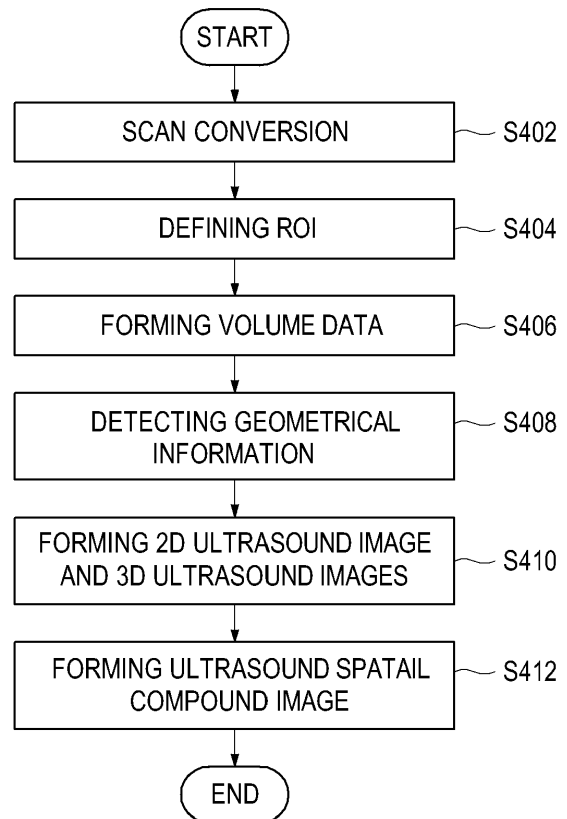 START
SCAN CONVERSION
S402
DEFINING ROI
S404
FORMING VOLUME DATA
S406
DETECTING GEOMETRICAL
INFORMATION
S408
FORMING 2D ULTRASOUND IMAGE
AND 3D ULTRASOUND IMAGES
S410
FORMING ULTRASOUND SPATAIL
COMPOUND IMAGE
S412
END